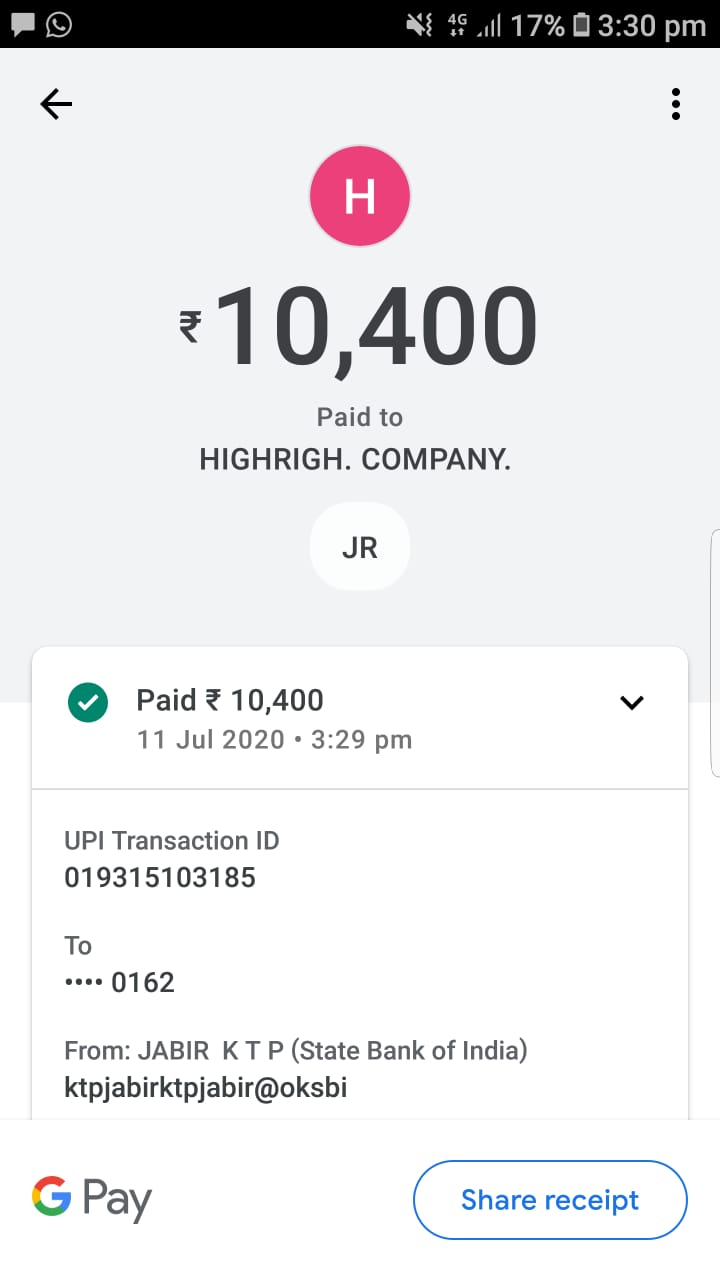 4G 17% 3:30 pm
H
₹10,400
Paid to
HIGHRIGH. COMPANY.
JR
Paid ₹ 10,400
11 Jul 2020 • 3:29 pm
UPI Transaction ID
019315103185
To
•••• 0162
From: JABIR  K T P (State Bank of India)
ktpjabirktpjabir@oksbi
G Pay
Share receipt